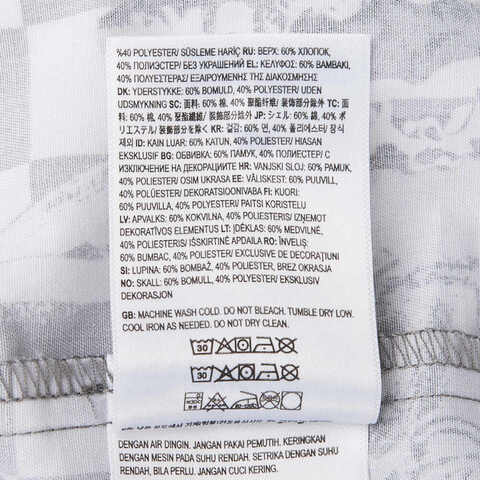 %40 POLYESTER/ SÜSLEME HARİÇ RU: ВЕРХ: 60% ХЛОПОК,
40% ПОЛИЭСТЕР/ БЕЗ УКРАШЕНИЙ EL: ΚΕΛΥΦΟΣ: 60% ΒΑΜΒΑΚΙ,
40% ΠΟΛΥΕΣΤΕΡΑΣ/ ΕΞΑΙΡΟΥΜΕΝΗΣ ΤΗΣ ΔΙΑΚΟΣΜΗΣΗΣ
DK: YDERSTYKKE: 60% BOMULD, 40% POLYESTER/ UDEN
UDSMYKNING SC: 面料: 60% 棉, 40% 聚酯纤维/ 装饰部分除外 TC: 面
料: 60% 棉, 40% 聚酯纖維/ 裝飾部分除外 JP: シェル: 60% 綿, 40% ポ
リエステル/ 装飾部分を除く KR: 겉감: 60% 면, 40% 폴리에스터/ 장식
제외 ID: KAIN LUAR: 60% KATUN, 40% POLIESTER/ HIASAN
EKSKLUSIF BG: ОБВИВКА: 60% ПАМУК, 40% ПОЛИЕСТЕР/ С
ИЗКЛЮЧЕНИЕ НА ДЕКОРАЦИИТЕ HR: VANJSKI SLOJ: 60% PAMUK,
40% POLIESTER/ OSIM UKRASA EE: VÄLISKEST: 60% PUUVILL,
40% POLÜESTER/ DEKORATSIOONIVABA FI: KUORI:
60% PUUVILLA, 40% POLYESTERI/ PAITSI KORISTELU
LV: APVALKS: 60% KOKVILNA, 40% POLIESTERIS/ IZŅEMOT
DEKORATĪVOS ELEMENTUS LT: GAUBTAS: 60% MEDVILNĖ,
40% POLIESTERIS/ IŠSKIRTINĖ APDAILA RO: ÎNVELIŞ:
60% BUMBAC, 40% POLIESTER/ EXCLUSIV DE DECORAŢIUNI
SI: LUPINA: 60% BOMBAŽ, 40% POLIESTER, BREZ OKRASJA
NO: SKALL: 60% BOMULL, 40% POLYESTER/ EKSKLUSIV
DEKORASJON
GB: MACHINE WASH COLD. DO NOT BLEACH. TUMBLE DRY LOW.
COOL IRON AS NEEDED. DO NOT DRY CLEAN.
30
30
DENGAN AIR DINGIN. JANGAN PAKAI PEMUTIH. KERINGKAN
DENGAN MESIN PADA SUHU RENDAH. SETRIKA DENGAN SUHU
RENDAH, BILA PERLU. JANGAN CUCI KERING.